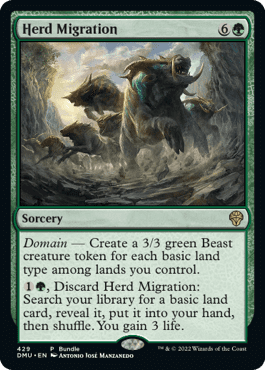 Herd Migration 6
Sorcery
Domain — Create a 3/3 green Beast
creature token for each basic land
type among lands you control.
1, Discard Herd Migration:
Search your library for a basic land
card, reveal it, put it into your hand,
then shuffle. You gain 3 life.
429 P Bundle
DMU • EN Antonio José Manzanedo ™ & © 2022 Wizards of the Coast